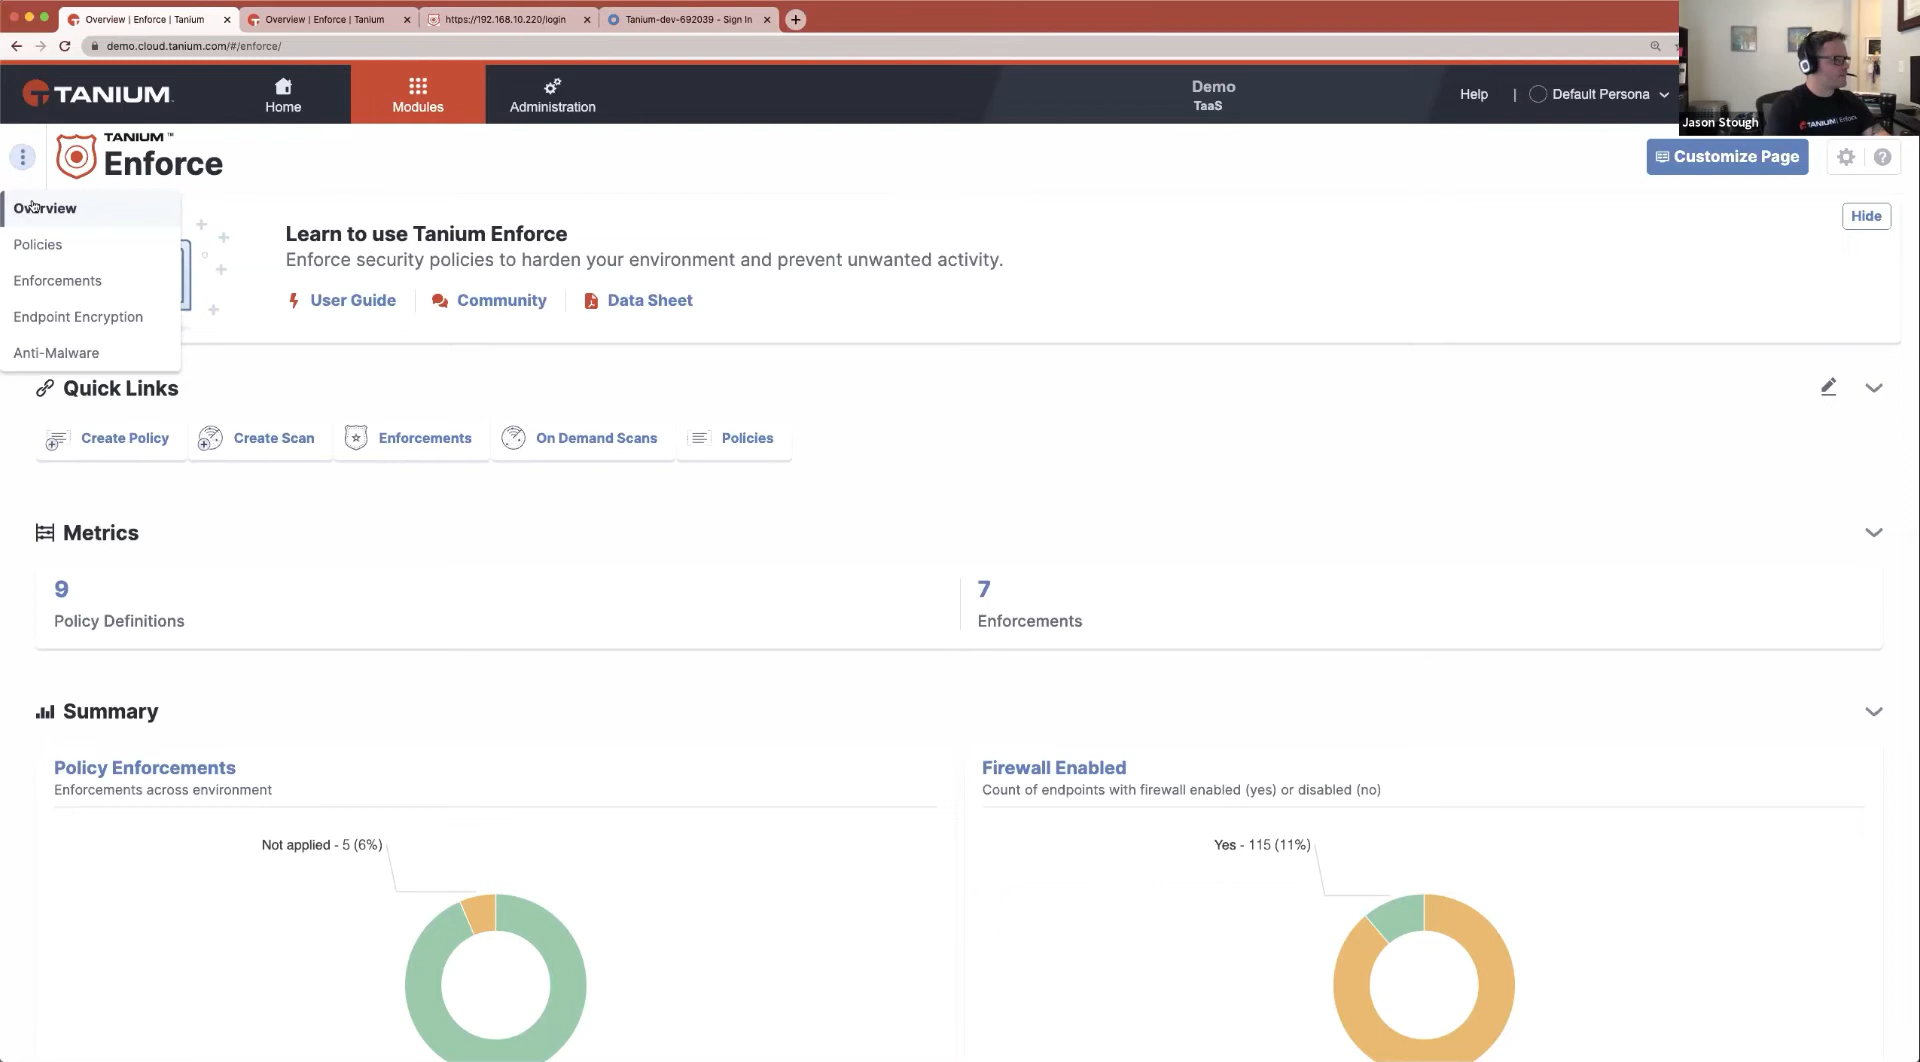 Overview | Enforce | Tanium
Overview | Enforce | Tanium
https://192.168.10.220/login
Tanium-dev-692039 - Sign In
demo.cloud.tanium.com/#/enforce/
TANIUM
Home
Modules
Administration
Demo
TaaS
Help
Default Persona
Jason Stough
TANIUM™
Enforce
Customize Page
Overview
Policies
Enforcements
Endpoint Encryption
Anti-Malware
Learn to use Tanium Enforce
Enforce security policies to harden your environment and prevent unwanted activity.
User Guide
Community
Data Sheet
Hide
Quick Links
Create Policy
Create Scan
Enforcements
On Demand Scans
Policies
Metrics
9
Policy Definitions
7
Enforcements
Summary
Policy Enforcements
Enforcements across environment
Not applied - 5 (6%)
Firewall Enabled
Count of endpoints with firewall enabled (yes) or disabled (no)
Yes - 115 (11%)